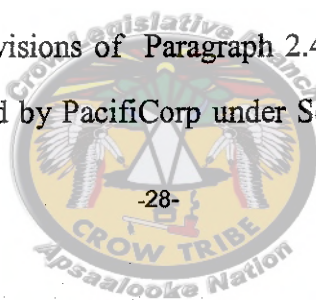 Crow Legislative Branch
visions of Paragraph 2.4
d by PacifiCorp under S
-28-
CROW TRIBE
Apsaalooke Nation